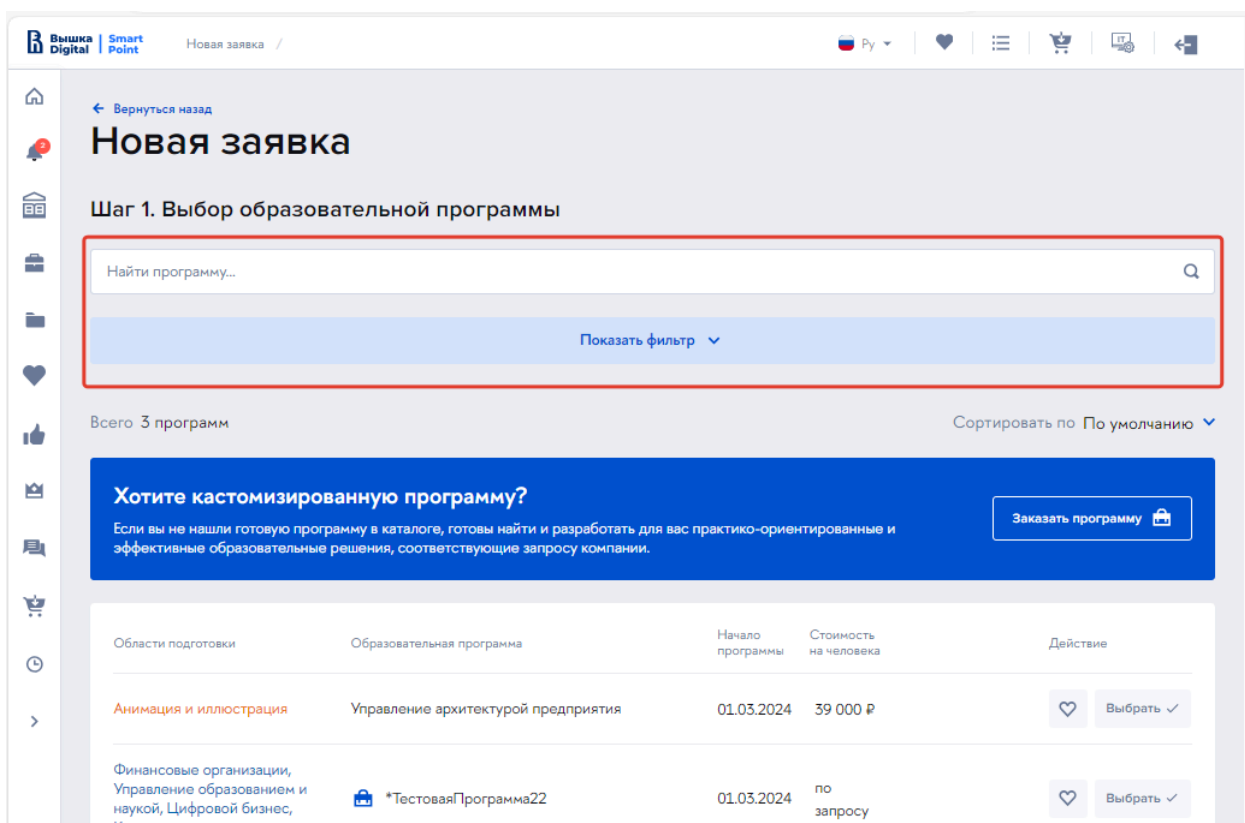 Вышка Digital | Smart Point
Новая заявка /
Ру
2
← Вернуться назад
Новая заявка
Шаг 1. Выбор образовательной программы
Найти программу...
Показать фильтр
Всего 3 программ
Сортировать по По умолчанию
Хотите кастомизированную программу?
Если вы не нашли готовую программу в каталоге, готовы найти и разработать для вас практико-ориентированные и
эффективные образовательные решения, соответствующие запросу компании.
Заказать программу
Области подготовки
Образовательная программа
Начало
программы
Стоимость
на человека
Действие
Анимация и иллюстрация
Управление архитектурой предприятия
01.03.2024
39 000 ₽
Выбрать
Финансовые организации,
Управление образованием и
наукой, Цифровой бизнес,
*ТестоваяПрограмма22
01.03.2024
по
запросу
Выбрать